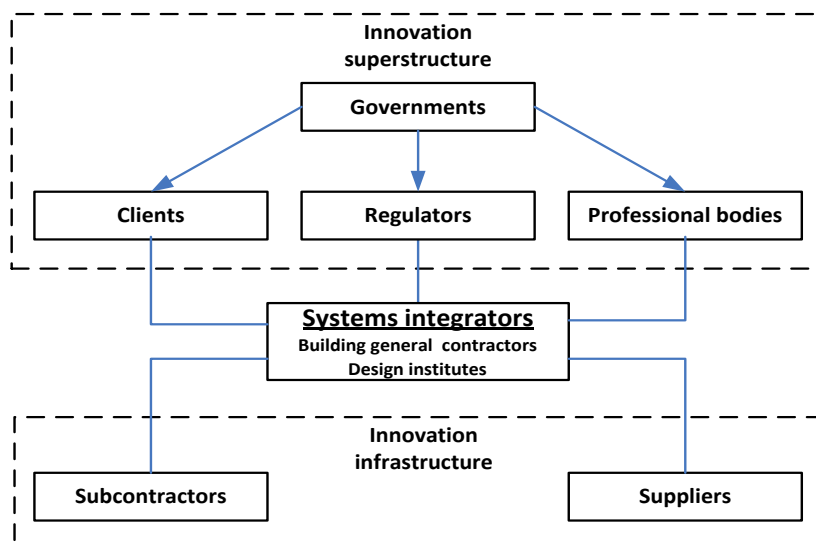 Innovation
superstructure
Governments
Clients
Regulators
Professional bodies
Systems integrators
Building general contractors
Design institutes
Innovation
infrastructure
Subcontractors
Suppliers